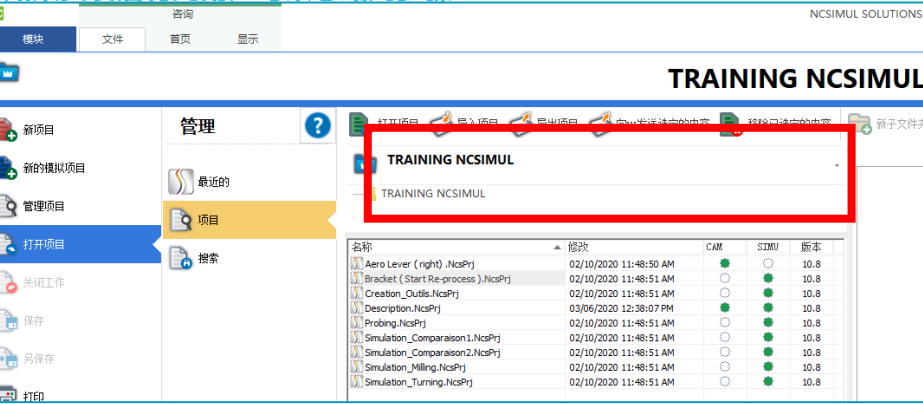 咨询
NCSIMUL SOLUTIONS
模块 文件 首页 显示
TRAINING NCSIMUL
新项目
新的模拟项目
管理项目
打开项目
关闭工作
保存
另保存
打印
管理
最近的
项目
搜索
打开项目 导入项目 导出项目 向…发送选定的内容 移除已选定的内容 新子文件夹
TRAINING NCSIMUL
TRAINING NCSIMUL
名称 修改 CAM SIMU 版本
Aero Lever ( right) .NcsPrj 02/10/2020 11:48:50 AM 10.8
Bracket ( Start Re-process ).NcsPrj 02/10/2020 11:48:51 AM 10.8
Creation_Outils.NcsPrj 02/10/2020 11:48:51 AM 10.8
Description.NcsPrj 03/06/2020 12:38:07 PM 10.8
Probing.NcsPrj 02/10/2020 11:48:51 AM 10.8
Simulation_Comparaison1.NcsPrj 02/10/2020 11:48:51 AM 10.8
Simulation_Comparaison2.NcsPrj 02/10/2020 11:48:51 AM 10.8
Simulation_Milling.NcsPrj 02/10/2020 11:48:51 AM 10.8
Simulation_Turning.NcsPrj 02/10/2020 11:48:51 AM 10.8